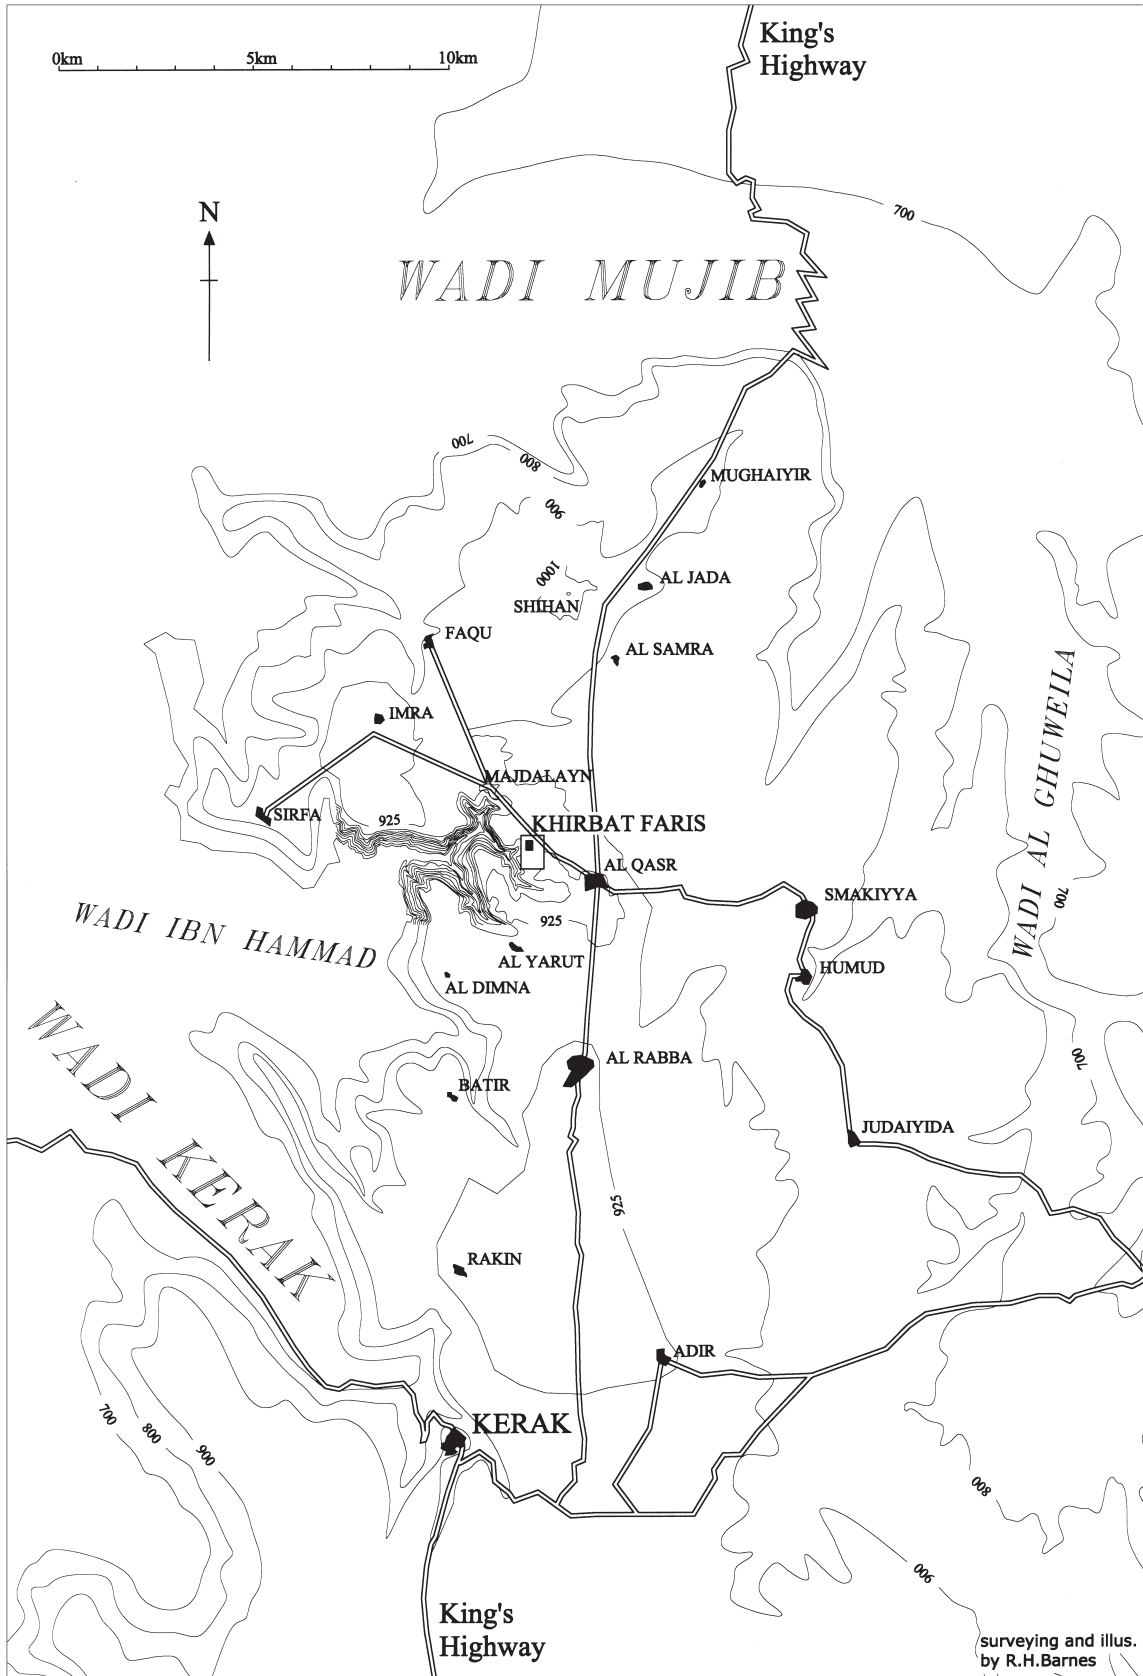 King's
Highway
0km 5km 10km
N
700
WADI MUJIB
700
800
MUGHAIYIR
900
1000
AL JADA
SHIHAN
FAQU
AL SAMRA
IMRA
WADI AL GHUWEILA
MAJDALAYN
SIRFA
925
KHIRBAT FARIS
AL QASR
700
SMAKIYYA
925
WADI IBN HAMMAD
AL YARUT
HUMUD
AL DIMNA
WADI KERAK
700
AL RABBA
BATIR
JUDAIYIDA
925
RAKIN
ADIR
700
800
900
KERAK
800
900
King's
Highway
surveying and illus.
by R.H.Barnes